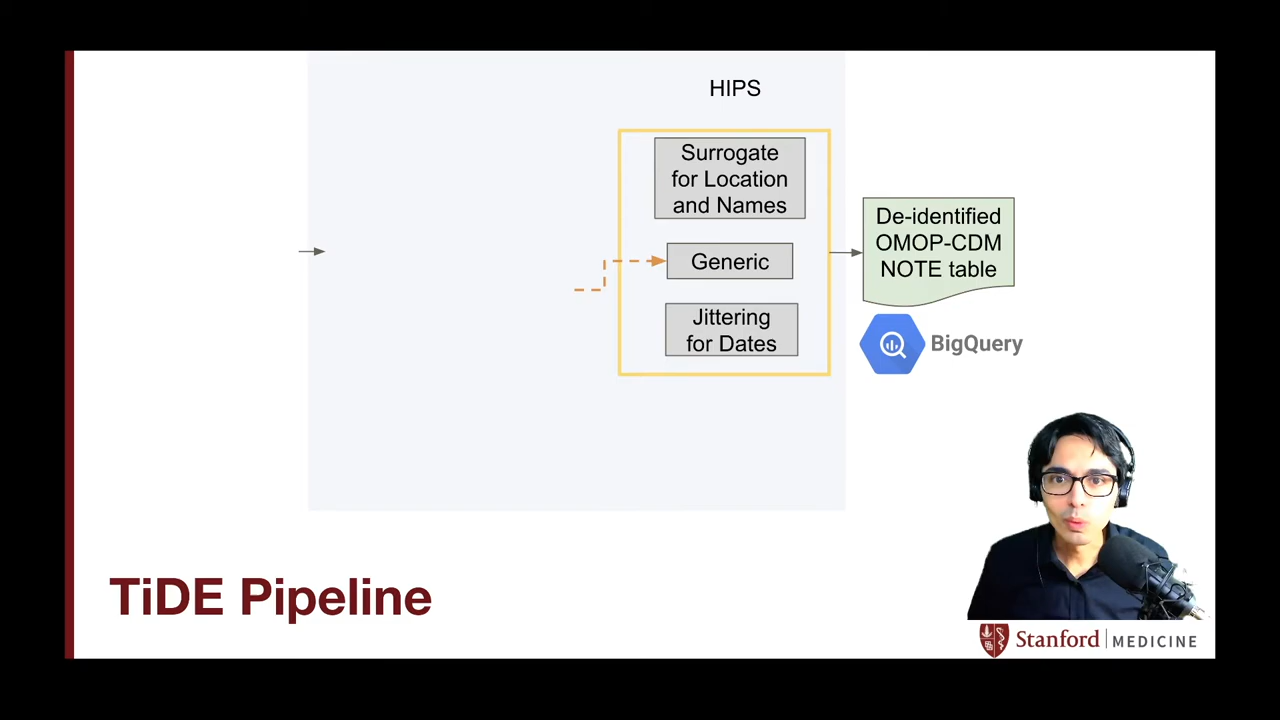 HIPS
Surrogate
for Location
and Names
Generic
Jittering
for Dates
De-identified
OMOP-CDM
NOTE table
BigQuery
TiDE Pipeline
Stanford MEDICINE